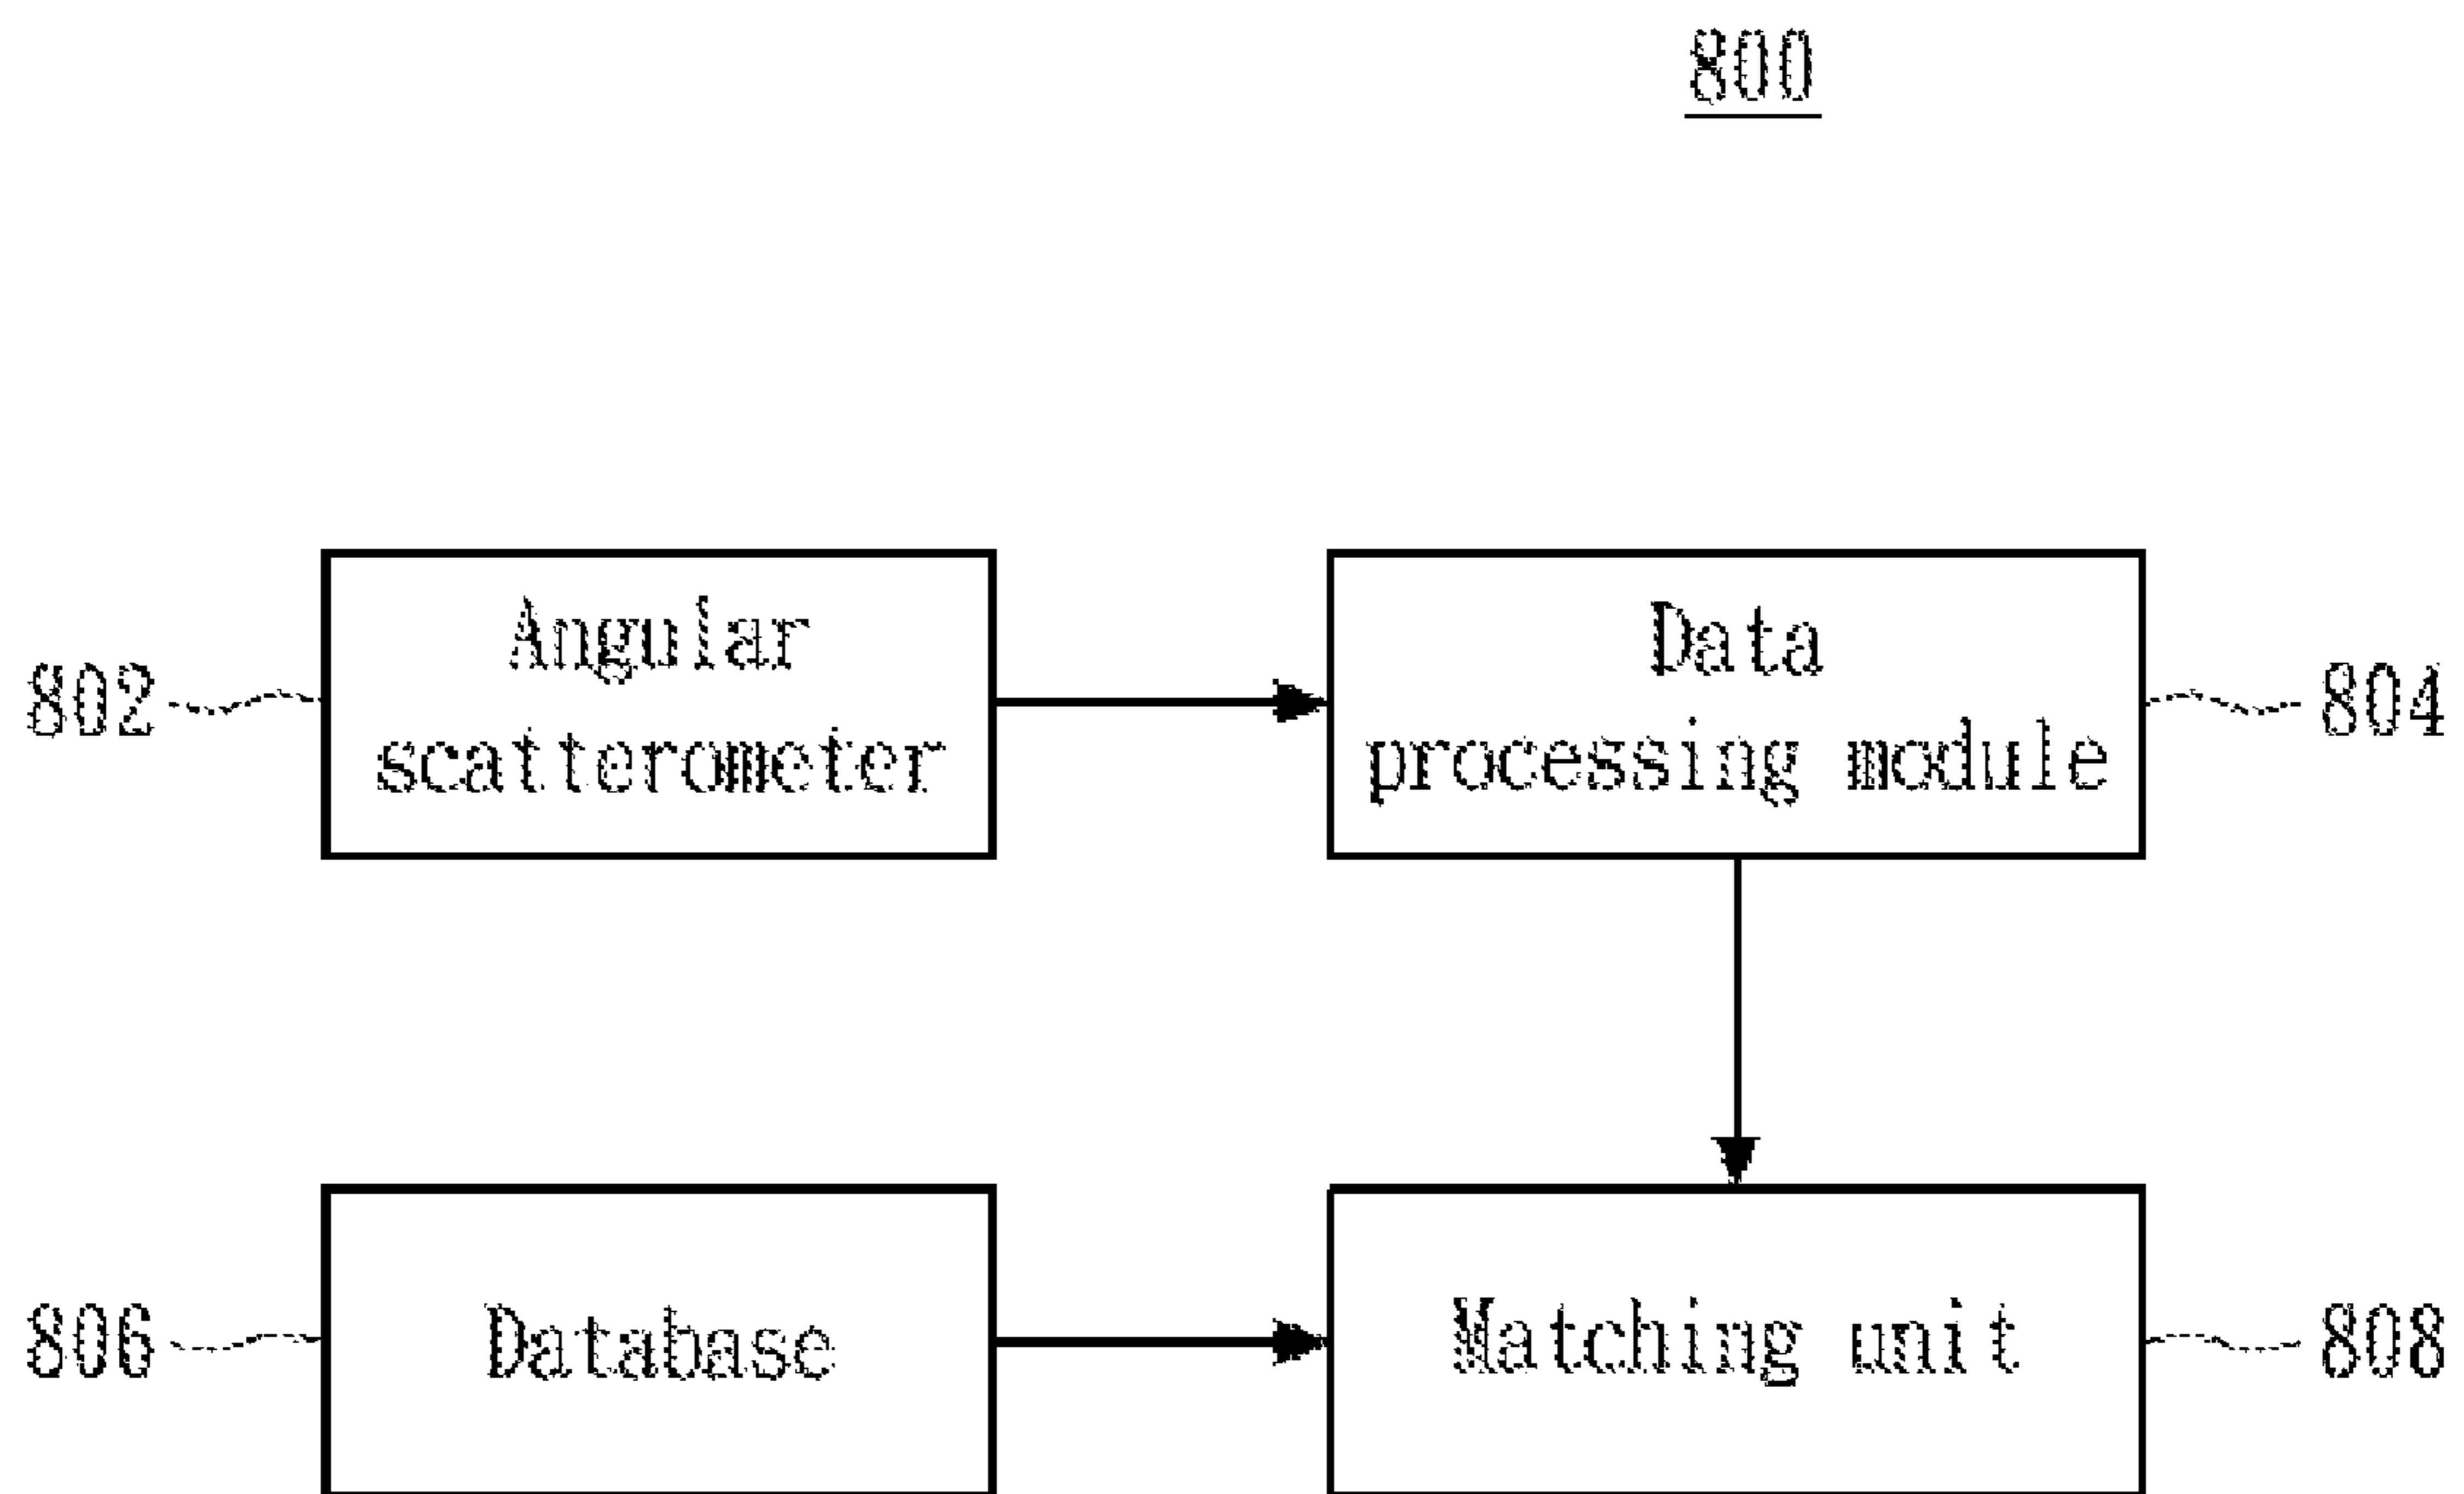 800
802
Angular
scatterometer
Data
processing module
804
806
Database
Matching unit
808